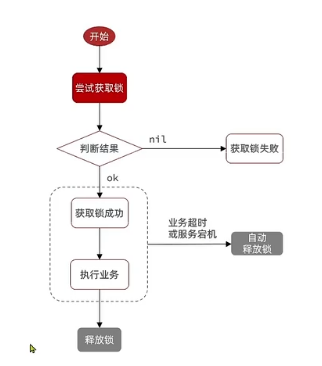 开始
尝试获取锁
判断结果
nil
获取锁失败
ok
获取锁成功
业务超时
或服务宕机
自动
释放锁
执行业务
释放锁